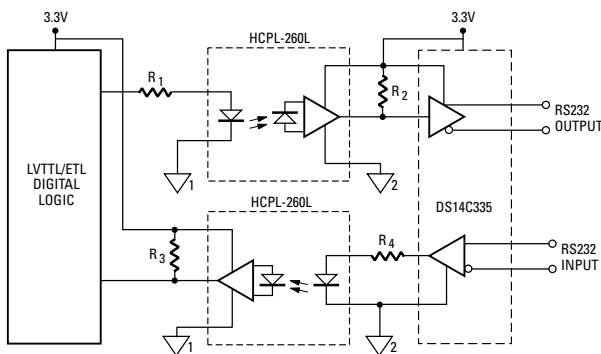 3.3V
HCPL-260L
3.3V
R1
R2
RS232
OUTPUT
LVTTL/ETL
DIGITAL
LOGIC
1
2
HCPL-260L
DS14C335
R3
R4
RS232
INPUT
1
2